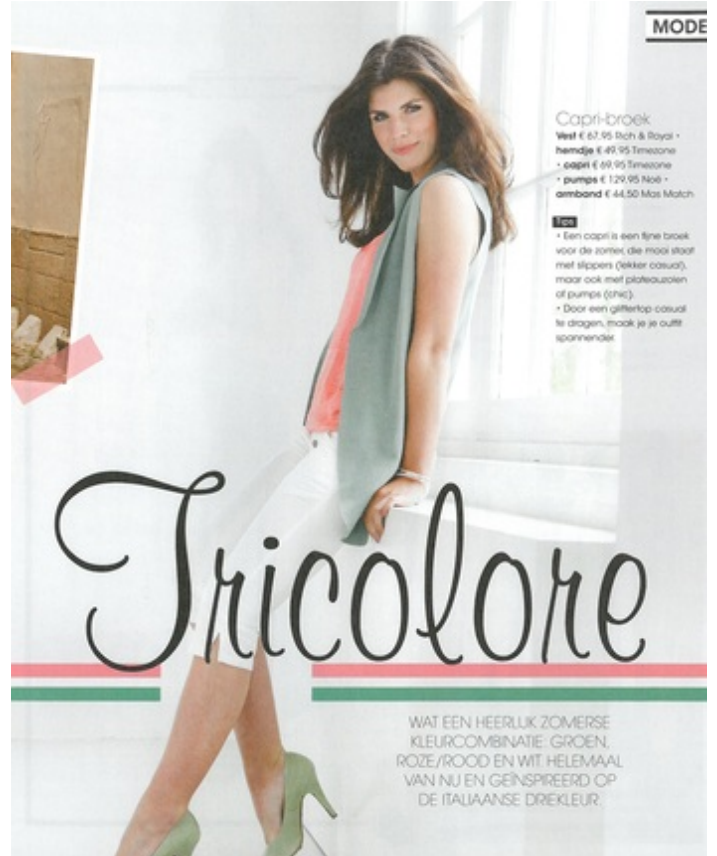 MODE
Capri-broek
Vest € 67,95 Rich & Royal •
hemdje € 49,95 Timezone
• capri € 69,95 Timezone
• pumps € 129,95 Noë •
armband € 44,50 Mas Match
Tips
• Een capri is een fijne broek
voor de zomer, die mooi staat
met slippers (lekker casual),
maar ook met plateauzolen
of pumps (chic).
• Door een glittertop casual
te dragen, maak je je outfit
spannender.
Tricolore
WAT EEN HEERLIJK ZOMERSE
KLEURCOMBINATIE: GROEN,
ROZE/ROOD EN WIT. HELEMAAL
VAN NU EN GEÏNSPIREERD OP
DE ITALIAANSE DRIEKLEUR.